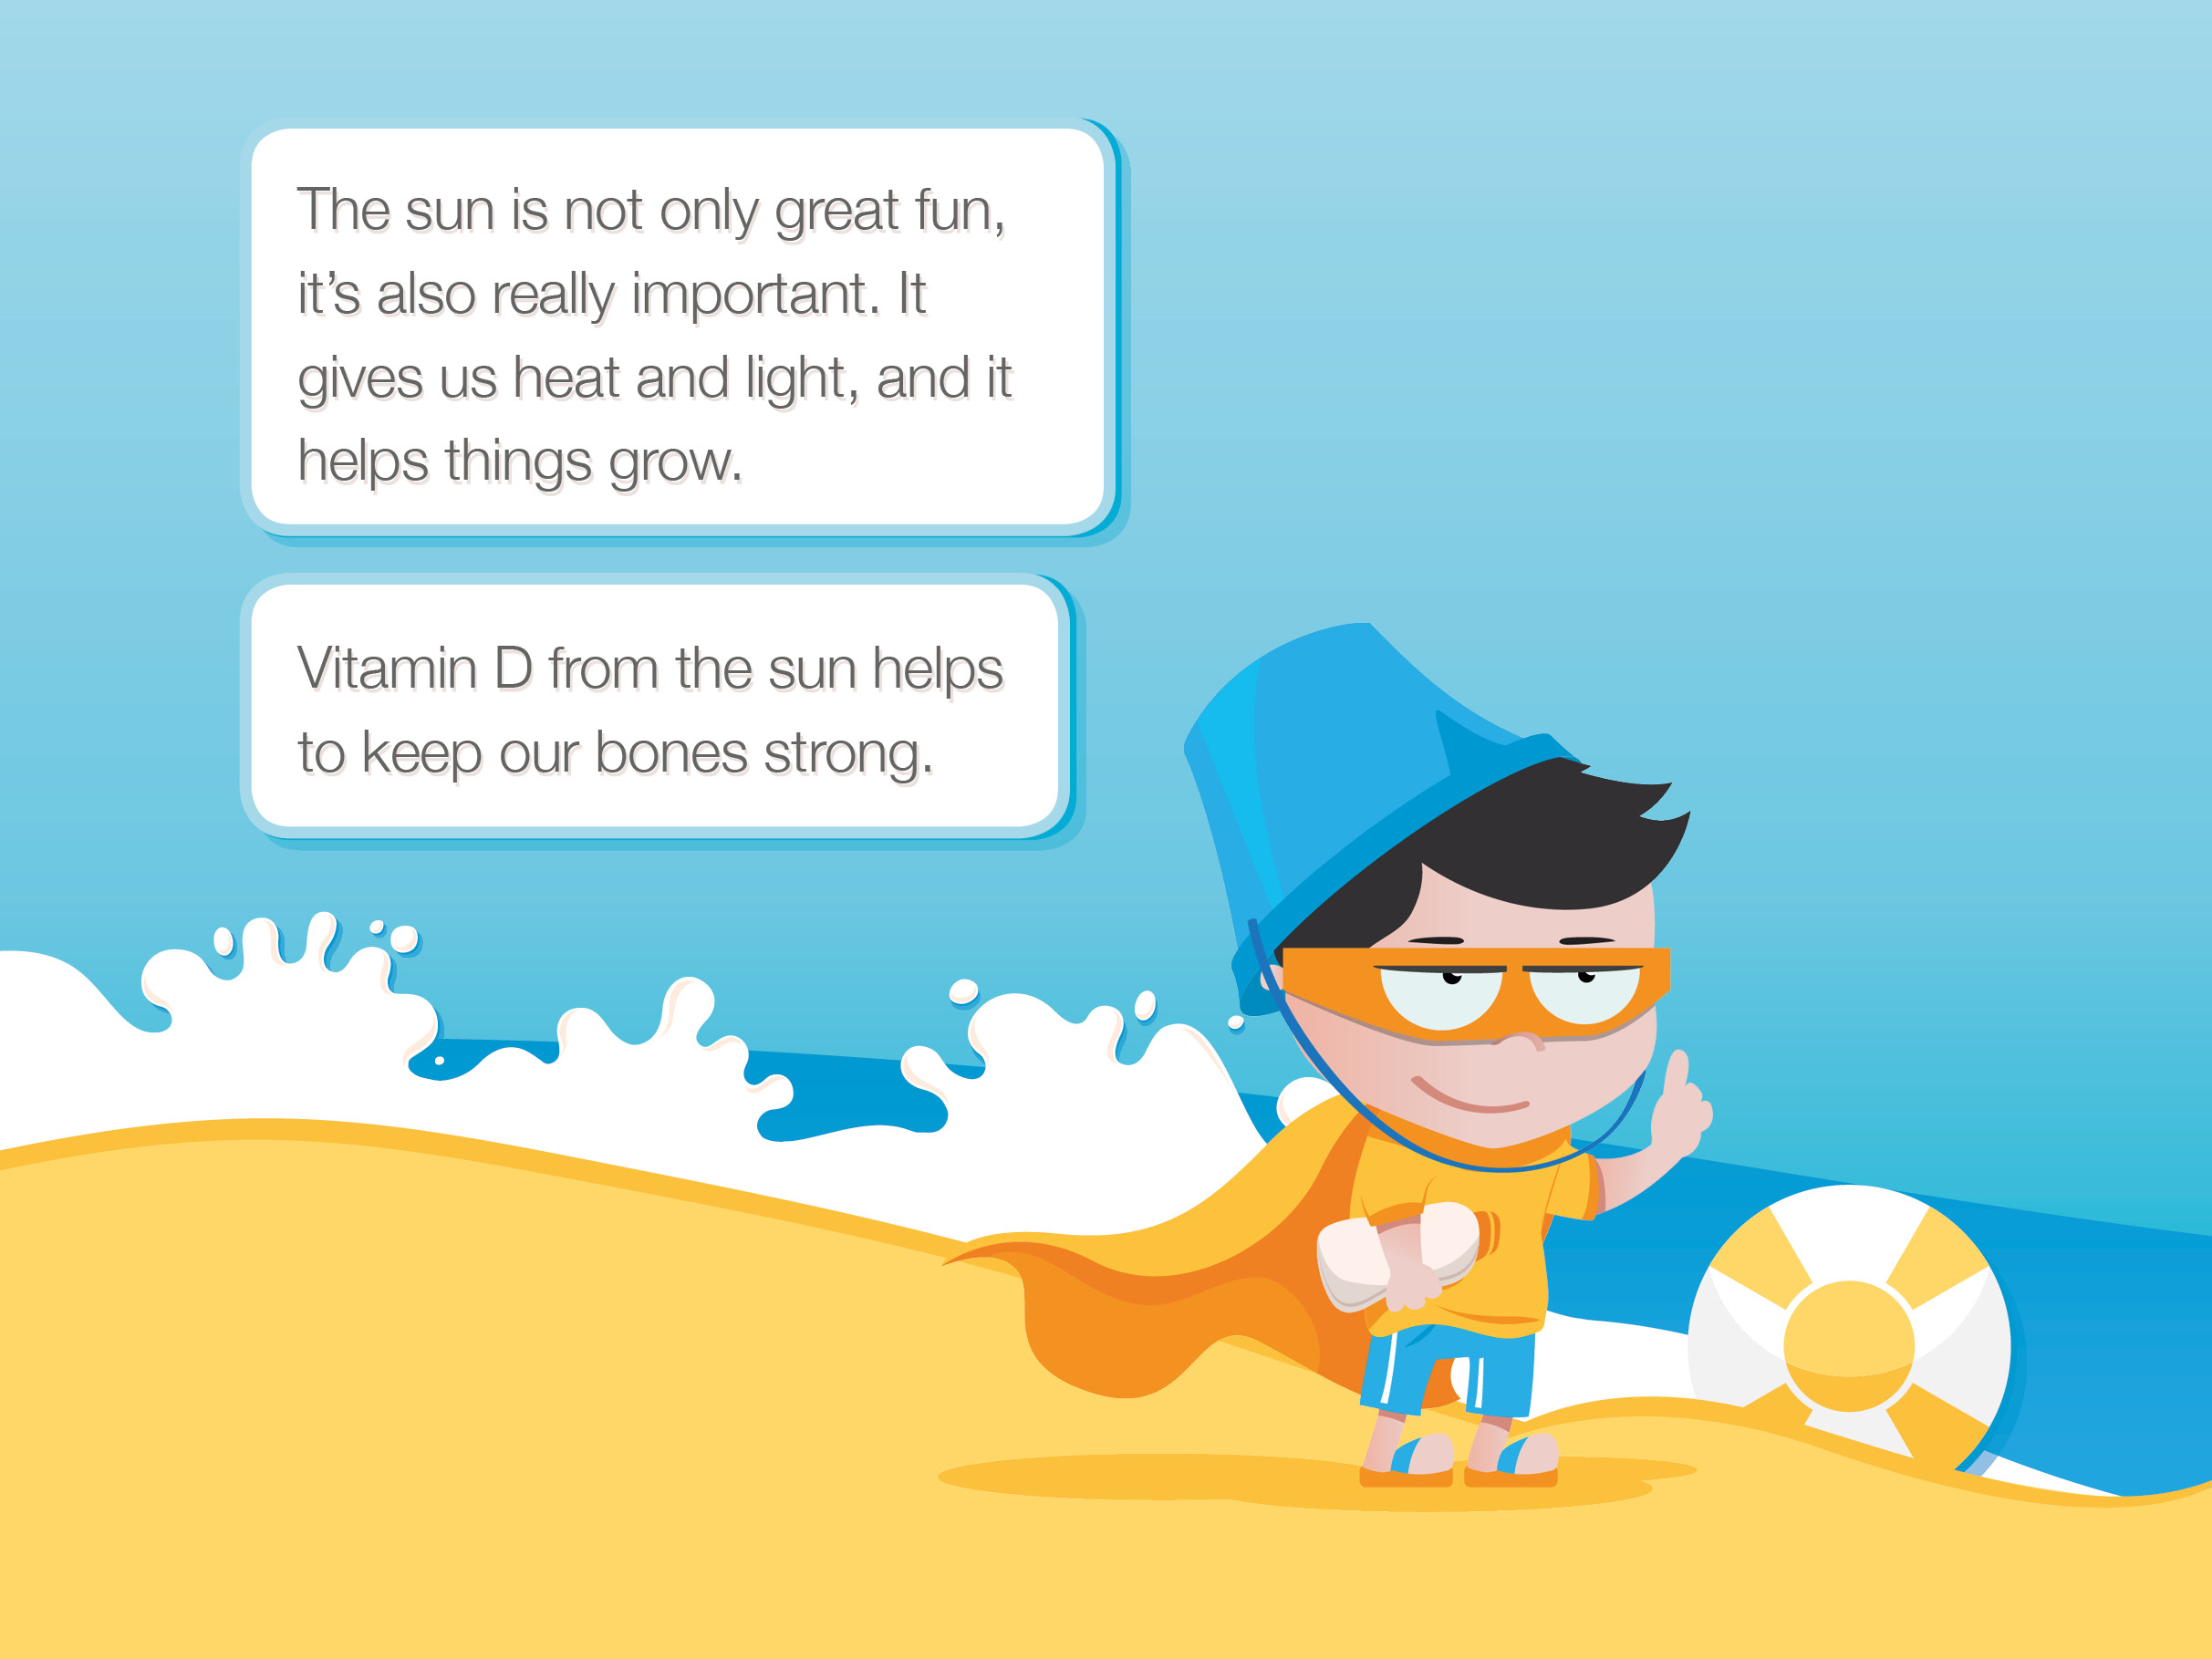 The sun is not only great fun,
it’s also really important. It
gives us heat and light, and it
helps things grow.
Vitamin D from the sun helps
to keep our bones strong.